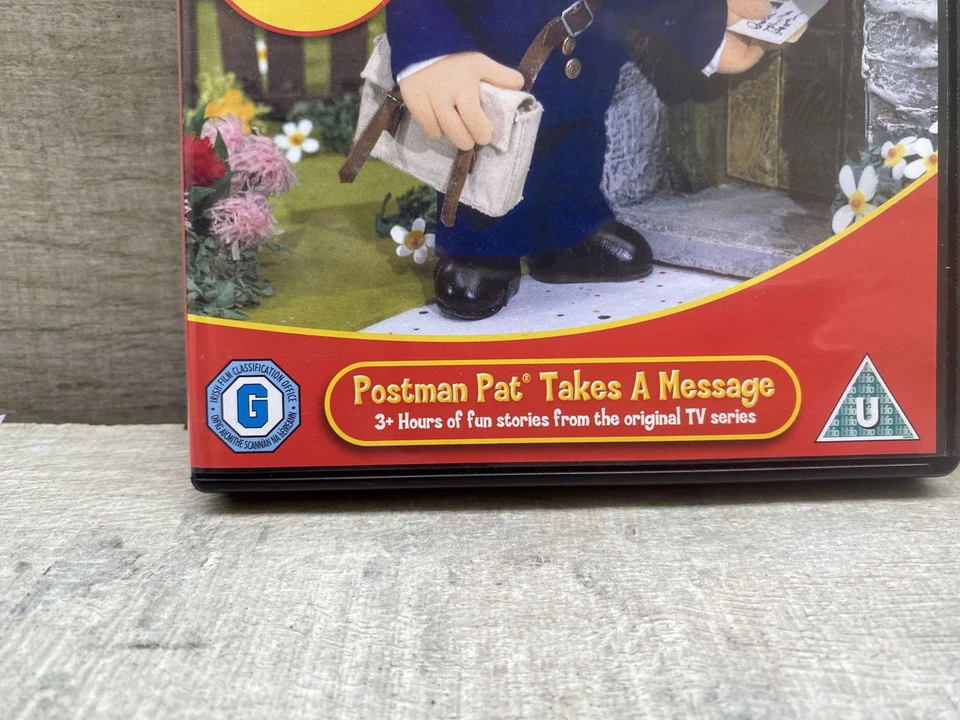 IRISH FILM CLASSIFICATION OFFICE
G
OIFIG AICMITHE SCANNÁN NA hÉIREANN
Postman Pat® Takes A Message
3+ Hours of fun stories from the original TV series
U